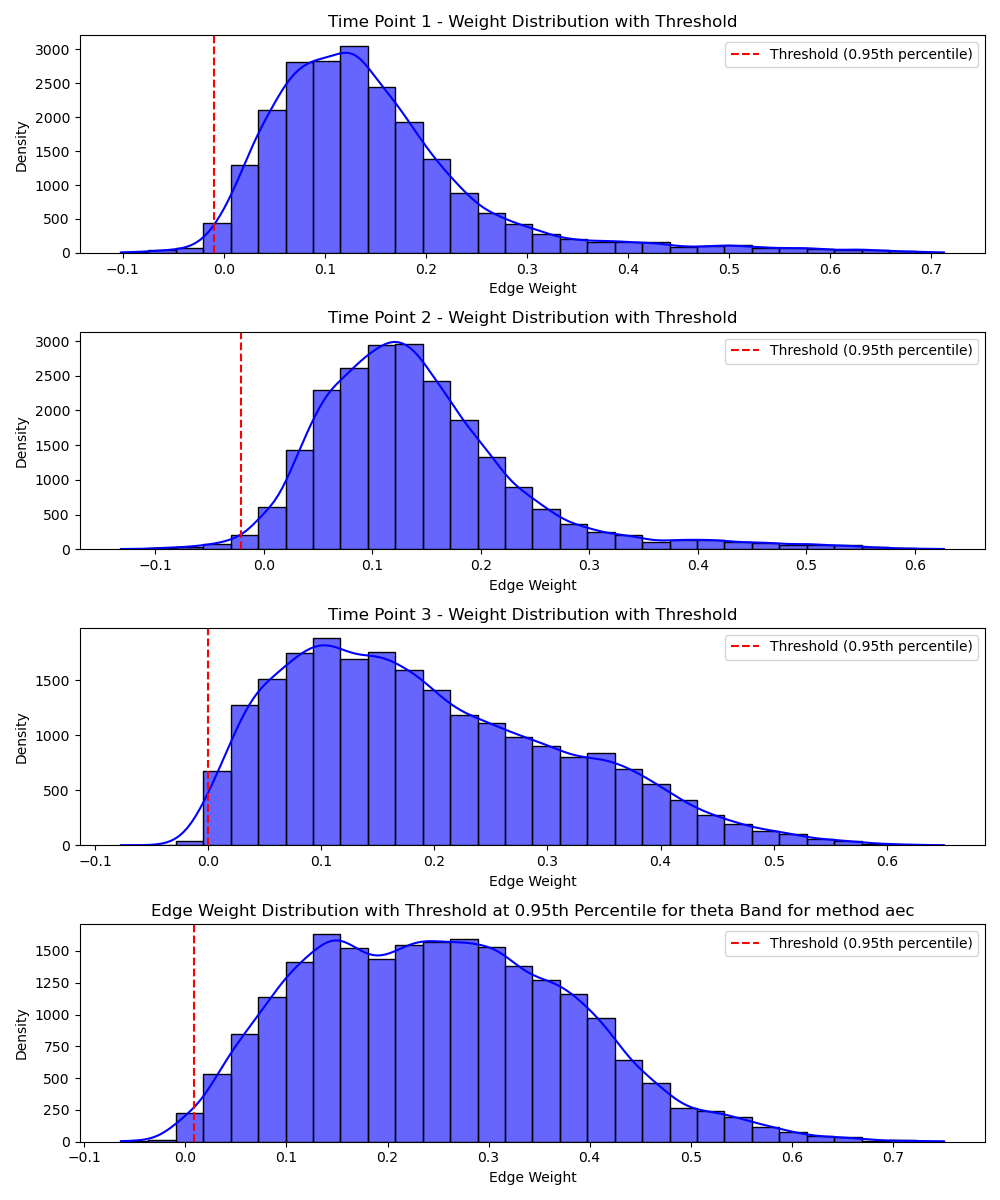 Time Point 1 - Weight Distribution with Threshold
Threshold (0.95th percentile)
Density
3000
2500
2000
1500
1000
500
0
−0.1 0.0 0.1 0.2 0.3 0.4 0.5 0.6 0.7
Edge Weight
Time Point 2 - Weight Distribution with Threshold
Threshold (0.95th percentile)
Density
3000
2500
2000
1500
1000
500
0
−0.1 0.0 0.1 0.2 0.3 0.4 0.5 0.6
Edge Weight
Time Point 3 - Weight Distribution with Threshold
Threshold (0.95th percentile)
Density
1500
1000
500
0
−0.1 0.0 0.1 0.2 0.3 0.4 0.5 0.6
Edge Weight
Edge Weight Distribution with Threshold at 0.95th Percentile for theta Band for method aec
Threshold (0.95th percentile)
Density
1500
1250
1000
750
500
250
0
−0.1 0.0 0.1 0.2 0.3 0.4 0.5 0.6 0.7
Edge Weight